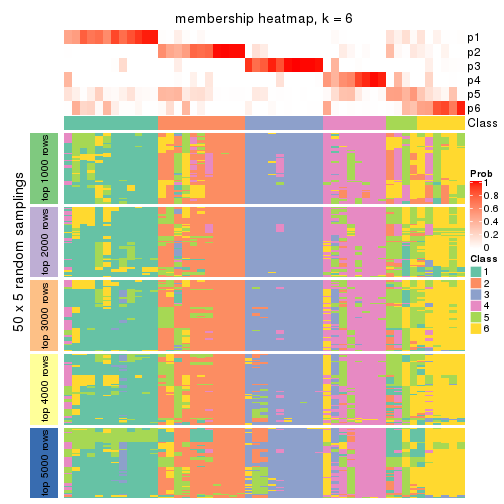 membership heatmap, k = 6
p1
p2
p3
p4
p5
p6
Class
50 x 5 random samplings
top 1000 rows
top 2000 rows
top 3000 rows
top 4000 rows
top 5000 rows
Prob
1
0.8
0.6
0.4
0.2
0
Class
1
2
3
4
5
6